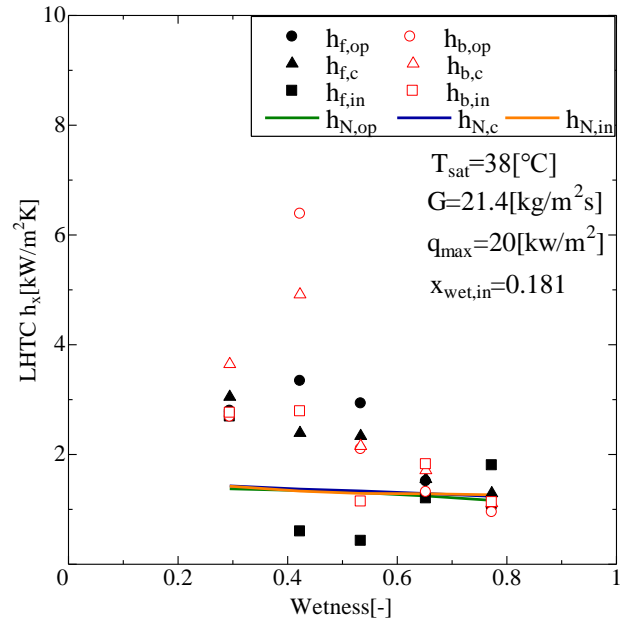 10
8
6
4
2
0
0
0.2
0.4
0.6
0.8
1
LHTC h_x[kW/m^2K]
Wetness[-]
h_f,op h_b,op
h_f,c h_b,c
h_f,in h_b,in
h_N,op h_N,c h_N,in
T_sat=38[°C]
G=21.4[kg/m^2s]
q_max=20[kw/m^2]
x_wet,in=0.181